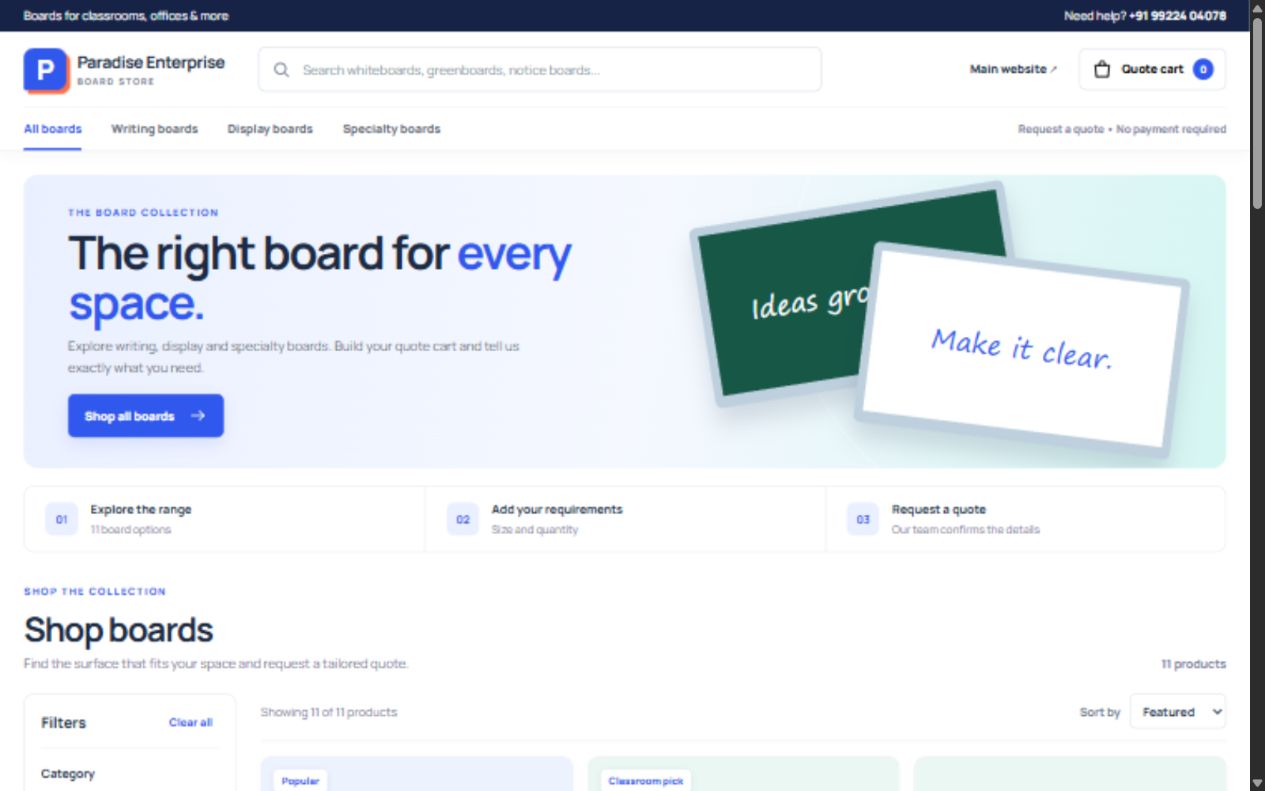 Boards for classrooms, offices & more
Need help? +91 99224 04078
P
Paradise Enterprise
BOARD STORE
Search whiteboards, greenboards, notice boards...
Main website ↗
Quote cart 0
All boards
Writing boards
Display boards
Specialty boards
Request a quote • No payment required
THE BOARD COLLECTION
The right board for every
space.
Explore writing, display and specialty boards. Build your quote cart and tell us
exactly what you need.
Shop all boards →
Ideas gro
Make it clear.
01
Explore the range
11 board options
02
Add your requirements
Size and quantity
03
Request a quote
Our team confirms the details
SHOP THE COLLECTION
Shop boards
Find the surface that fits your space and request a tailored quote.
11 products
Filters
Clear all
Showing 11 of 11 products
Sort by
Featured
Category
Popular
Classroom pick